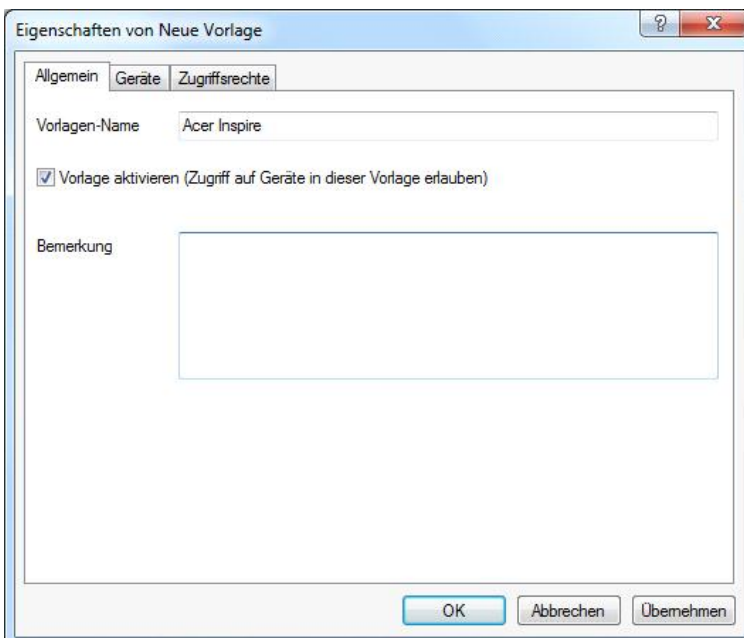 Eigenschaften von Neue Vorlage
Allgemein Geräte Zugriffsrechte
Vorlagen-Name Acer Inspire
Vorlage aktivieren (Zugriff auf Geräte in dieser Vorlage erlauben)
Bemerkung
OK Abbrechen Übernehmen